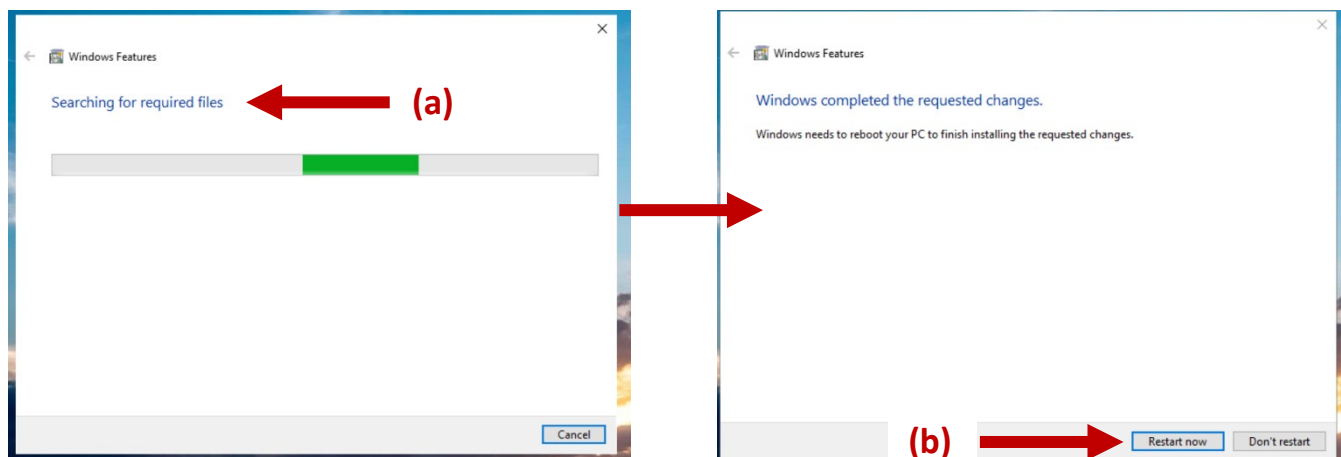 Windows Features
Searching for required files
(a)
Cancel
Windows Features
Windows completed the requested changes.
Windows needs to reboot your PC to finish installing the requested changes.
(b)
Restart now
Don't restart